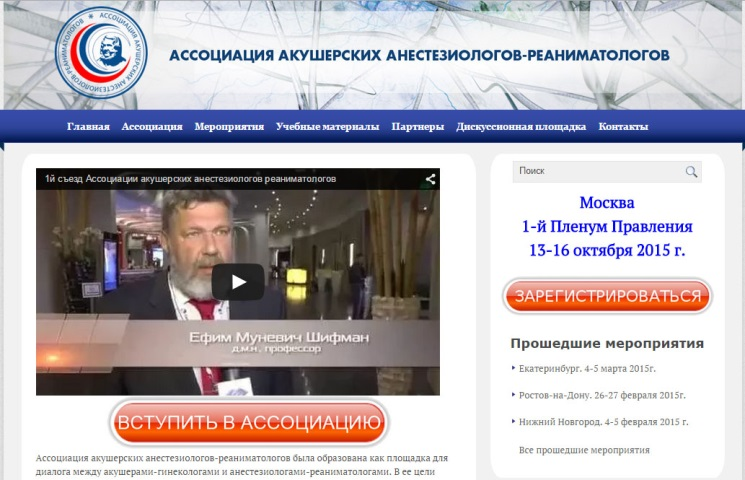 АССОЦИАЦИЯ АКУШЕРСКИХ АНЕСТЕЗИОЛОГОВ-РЕАНИМАТОЛОГОВ
АССОЦИАЦИЯ АКУШЕРСКИХ АНЕСТЕЗИОЛОГОВ-РЕАНИМАТОЛОГОВ
Главная Ассоциация Мероприятия Учебные материалы Партнеры Дискуссионная площадка Контакты
1й съезд Ассоциации акушерских анестезиологов реаниматологов
Ефим Муневич Шифман
д.м.н., профессор
ВСТУПИТЬ В АССОЦИАЦИЮ
Ассоциация акушерских анестезиологов-реаниматологов была образована как площадка для
диалога между акушерами-гинекологами и анестезиологами-реаниматологами. В ее цели
Поиск
Москва
1-й Пленум Правления
13-16 октября 2015 г.
ЗАРЕГИСТРИРОВАТЬСЯ
Прошедшие мероприятия
Екатеринбург. 4-5 марта 2015г.
Ростов-на-Дону. 26-27 февраля 2015г.
Нижний Новгород. 4-5 февраля 2015 г.
Все прошедшие мероприятия